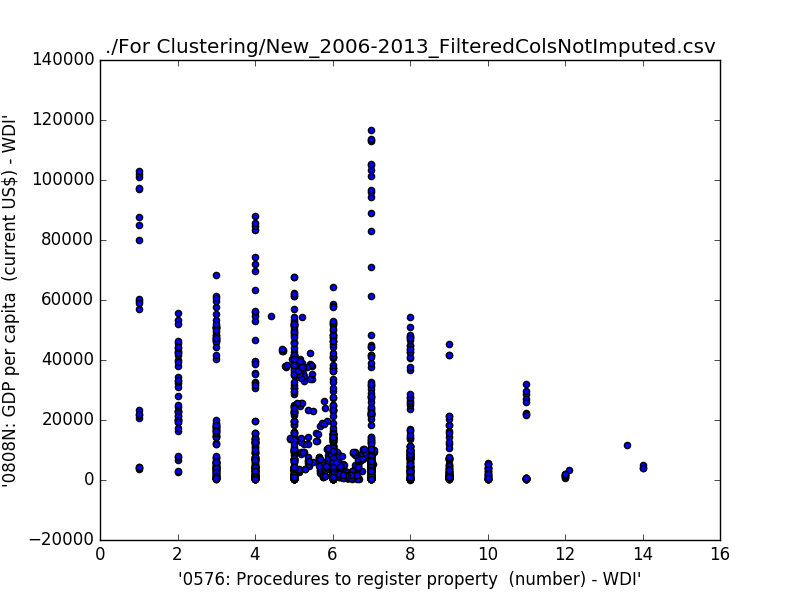 ./For Clustering/New_2006-2013_FilteredColsNotImputed.csv
140000
120000
100000
80000
60000
40000
20000
0
−20000
'0808N: GDP per capita  (current US$) - WDI'
0 2 4 6 8 10 12 14 16
'0576: Procedures to register property  (number) - WDI'